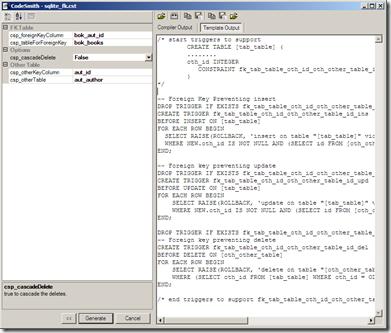 CodeSmith - sqlite_fk.cst
FK Table
csp_foreignKeyColumn bok_aut_id
csp_tableForForeignKey bok_books
Options
csp_cascadeDelete False
Other Table
csp_otherKeyColumn aut_id
csp_otherTable aut_author
csp_cascadeDelete
true to cascade the deletes.
<< Generate Cancel
Compiler Output Template Output
/* start triggers to support
CREATE TABLE [tab_table] (
........
oth_id INTEGER
CONSTRAINT fk_tab_table_oth_id_oth_other_table_i
)
*/
-- Foreign Key Preventing insert
DROP TRIGGER IF EXISTS fk_tab_table_oth_id_oth_other_
CREATE TRIGGER fk_tab_table_oth_id_oth_other_table_id_ins
BEFORE INSERT ON [tab_table]
FOR EACH ROW BEGIN
SELECT RAISE(ROLLBACK, 'insert on table "[tab_table]" vio
WHERE NEW.oth_id IS NOT NULL AND (SELECT id FROM [oth_
END;
-- Foreign key preventing update
DROP TRIGGER IF EXISTS fk_tab_table_oth_id_oth_other_table_
CREATE TRIGGER fk_tab_table_oth_id_oth_other_table_id_upd
BEFORE UPDATE ON [tab_table]
FOR EACH ROW BEGIN
SELECT RAISE(ROLLBACK, 'update on table "[tab_table]"
WHERE NEW.oth_id IS NOT NULL AND (SELECT id FROM [oth_
END;
DROP TRIGGER IF EXISTS fk_tab_table_oth_id_oth_other_table_
-- Foreign key preventing delete
CREATE TRIGGER fk_tab_table_oth_id_oth_other_table_id_del
BEFORE DELETE ON [oth_other_table]
FOR EACH ROW BEGIN
SELECT RAISE(ROLLBACK, 'delete on table "[oth_other_tab
WHERE (SELECT oth_id FROM [tab_table] WHERE oth_id = O
END;
/* end triggers to support fk_tab_table_oth_id_oth_other_ta